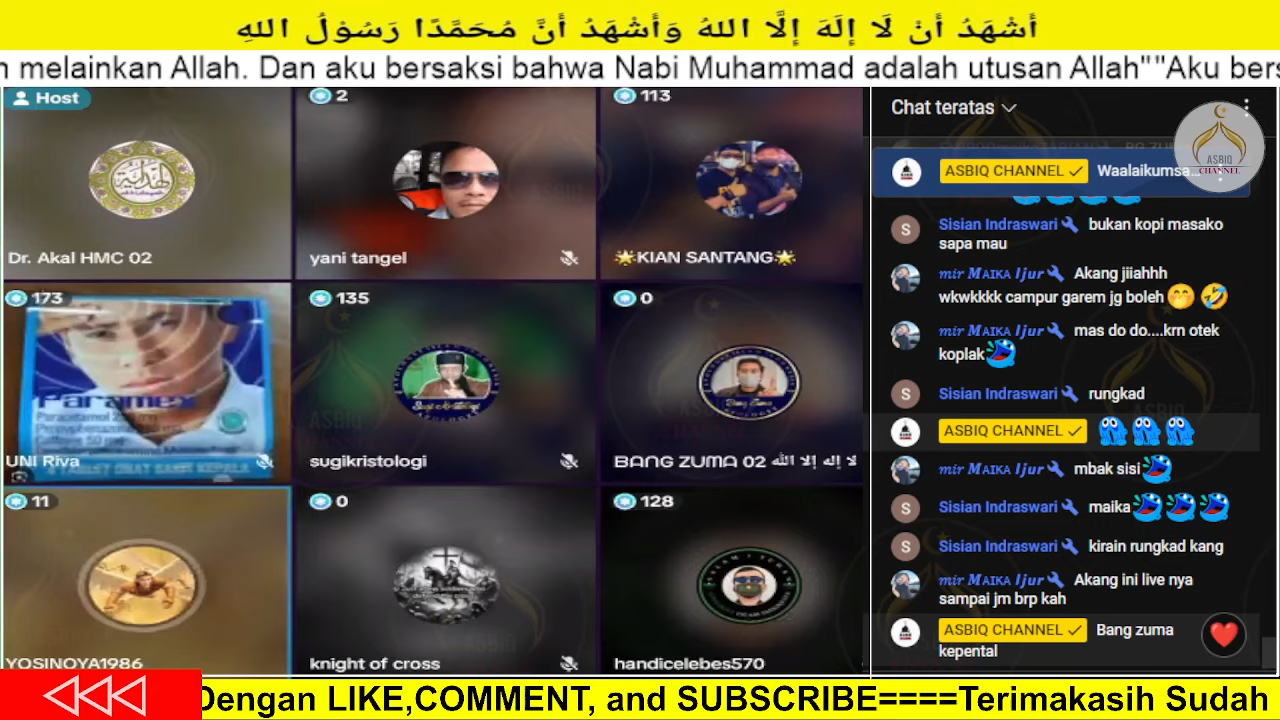 أَشْهَدُ أَنْ لَا إِلَهَ إِلَّا اللهُ وَأَشْهَدُ أَنَّ مُحَمَّدًا رَسُوْلُ اللهِ
n melainkan Allah. Dan aku bersaksi bahwa Nabi Muhammad adalah utusan Allah""Aku bers
Host
Dr. Akal HMC 02
2
yani tangel
113
🌟KIAN SANTANG🌟
173
Paramex
UNI Riva
135
sugikristologi
0
BANG ZUMA 02 لا إله إلا الله
11
YOSINOYA1986
0
knight of cross
128
handicelebes570
Chat teratas
ASBIQ
CHANNEL
ASBIQ CHANNEL ✓ Waalaikumsa...
Sisian Indraswari bukan kopi masako
sapa mau
mir MAIKA Ijur Akang jiiahhh
wkwkkkk campur garem jg boleh🤭🤣
mir MAIKA Ijur mas do do....krn otek
koplak
Sisian Indraswari rungkad
ASBIQ CHANNEL ✓
mir MAIKA Ijur mbak sisi
Sisian Indraswari maika
Sisian Indraswari kirain rungkad kang
mir MAIKA Ijur Akang ini live nya
sampai jm brp kah
ASBIQ CHANNEL ✓ Bang zuma
kepental
Dengan LIKE,COMMENT, and SUBSCRIBE====Terimakasih Sudah